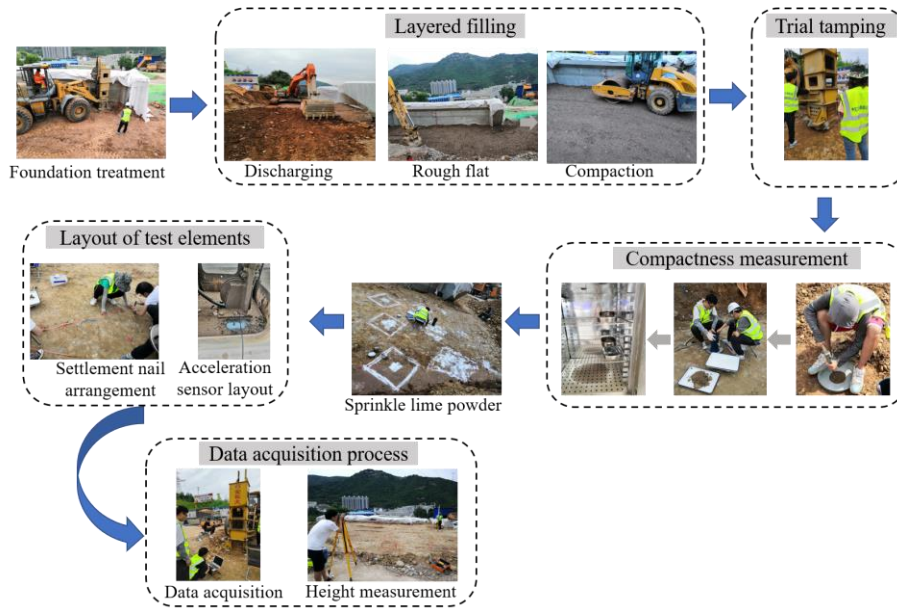 Layered filling
Trial tamping
Foundation treatment
Discharging
Rough flat
Compaction
Layout of test elements
Compactness measurement
Settlement nail
arrangement
Acceleration
sensor layout
Sprinkle lime powder
Data acquisition process
Data acquisition
Height measurement